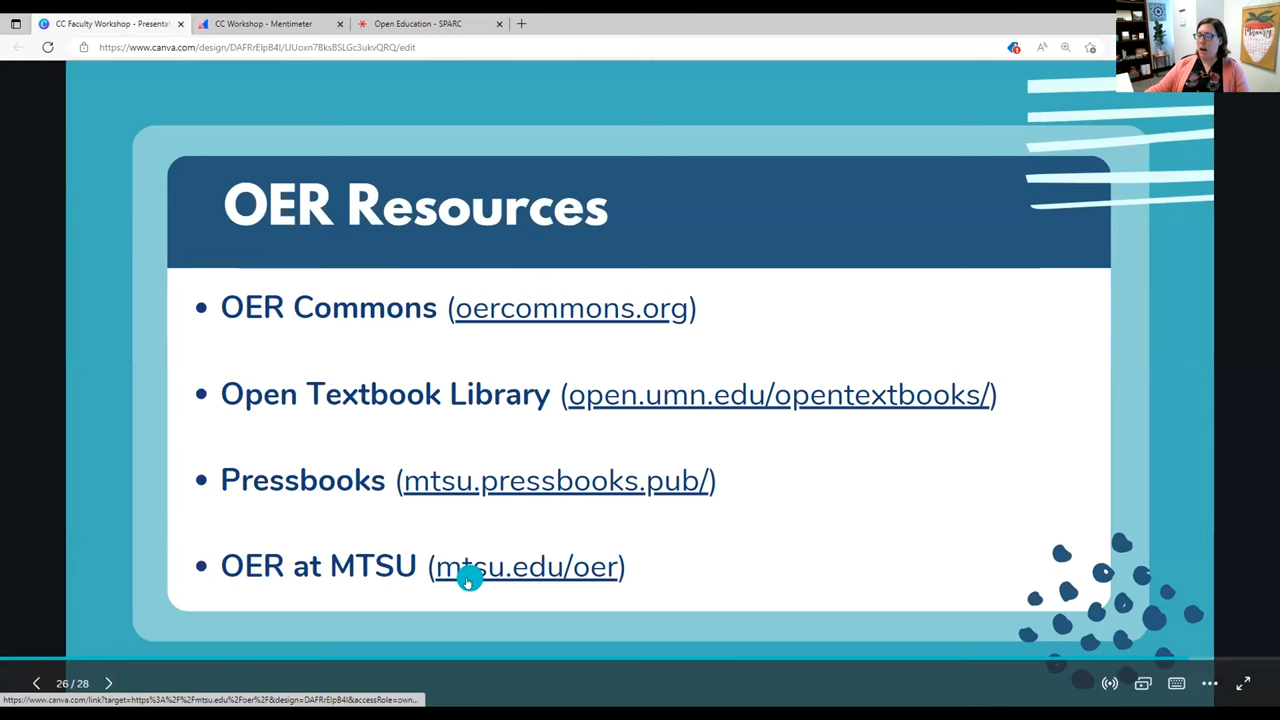 CC Faculty Workshop - Presentat
CC Workshop - Mentimeter
Open Education - SPARC
https://www.canva.com/design/DAFRrEIpB4I/LIUoxn7BksBSLGc3ukvQRQ/edit
OER Resources
• OER Commons (oercommons.org)
• Open Textbook Library (open.umn.edu/opentextbooks/)
• Pressbooks (mtsu.pressbooks.pub/)
• OER at MTSU (mtsu.edu/oer)
26 / 28
https://www.canva.com/link?target=https%3A%2F%2Fmtsu.edu%2Foer%2F&design=DAFRrEIpB4I&accessRole=own...